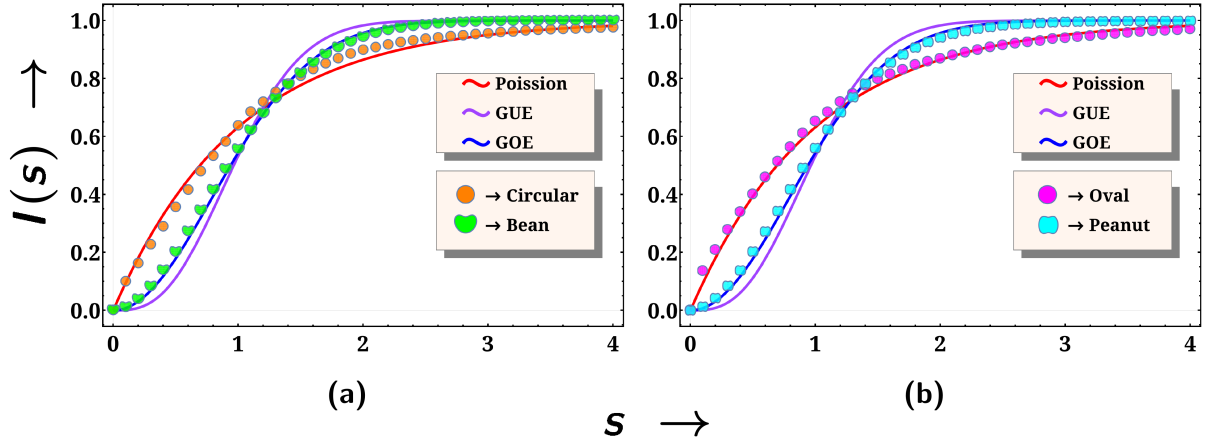 I(s) →
1.0
0.8
0.6
0.4
0.2
0.0
0 1 2 3 4
Poission
GUE
GOE
→ Circular
→ Bean
(a)
1.0
0.8
0.6
0.4
0.2
0.0
0 1 2 3 4
Poission
GUE
GOE
→ Oval
→ Peanut
(b)
s →